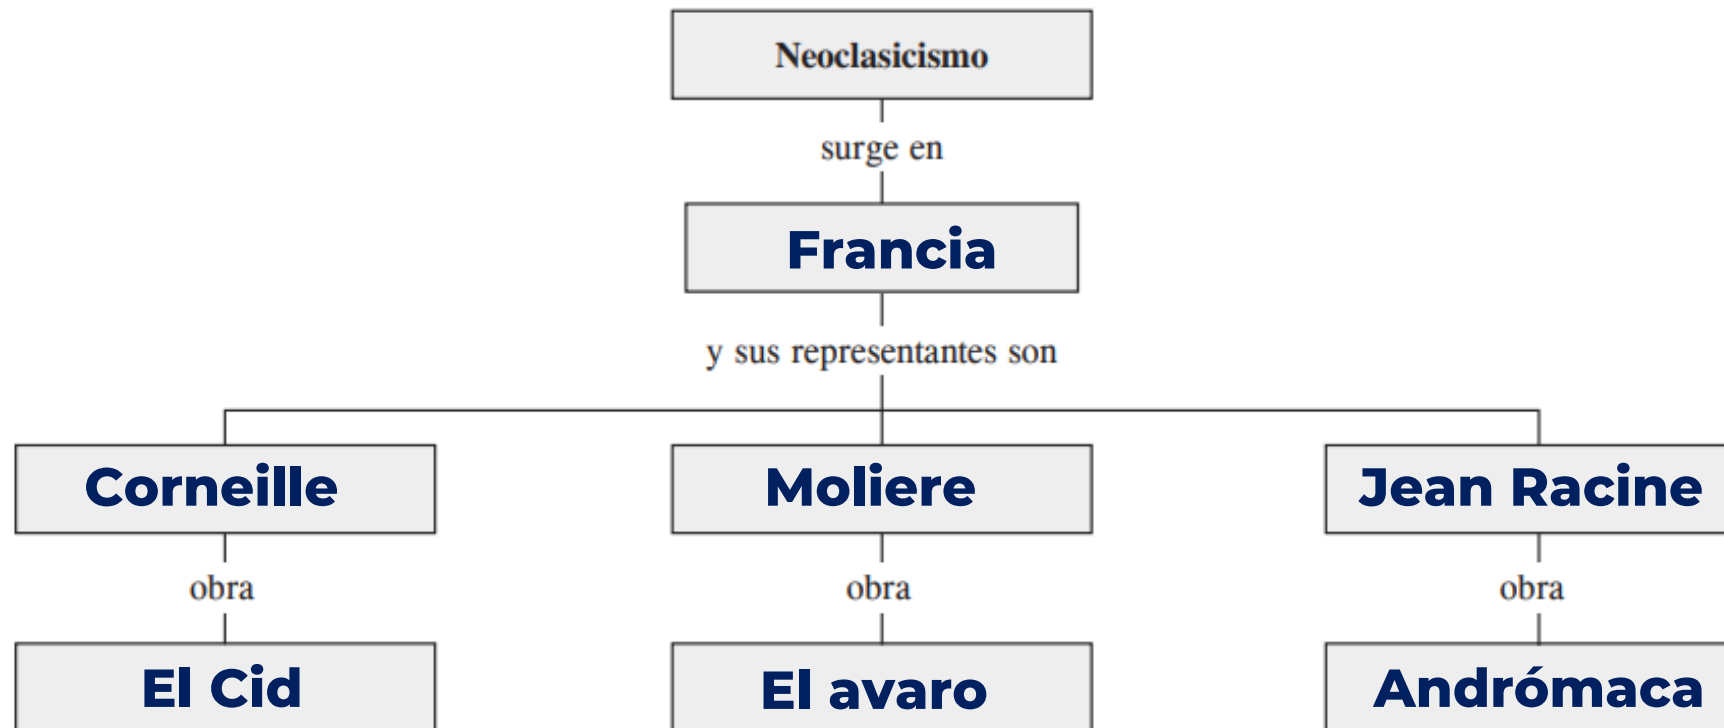 Neoclasicismo
surge en
Francia
y sus representantes son
Corneille
Moliere
Jean Racine
obra
obra
obra
El Cid
El avaro
Andrómaca